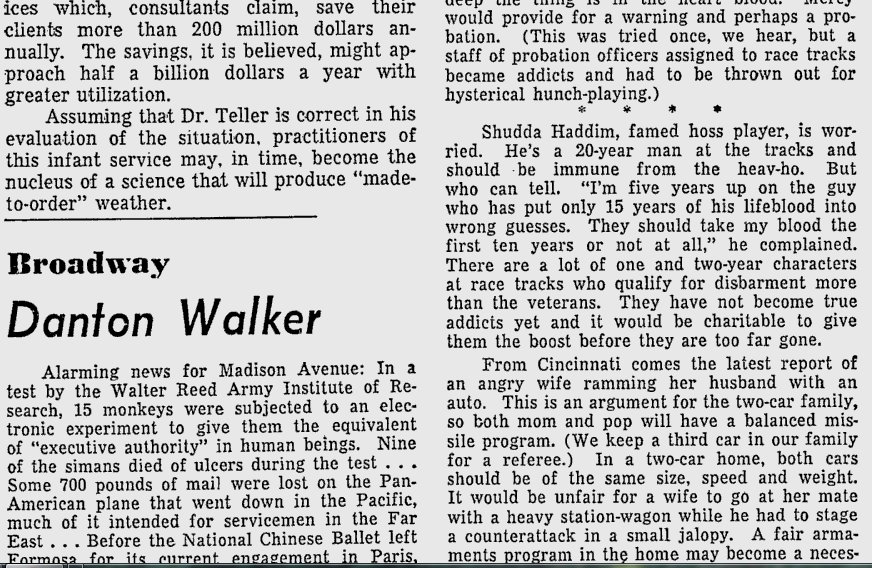 ices which, consultants claim, save their
clients more than 200 million dollars an-
nually. The savings, it is believed, might ap-
proach half a billion dollars a year with
greater utilization.
Assuming that Dr. Teller is correct in his
evaluation of the situation, practitioners of
this infant service may, in time, become the
nucleus of a science that will produce "made-
to-order" weather.
Broadway
Danton Walker
Alarming news for Madison Avenue: In a
test by the Walter Reed Army Institute of Re-
search, 15 monkeys were subjected to an elec-
tronic experiment to give them the equivalent
of "executive authority" in human beings. Nine
of the simans died of ulcers during the test . . .
Some 700 pounds of mail were lost on the Pan-
American plane that went down in the Pacific,
much of it intended for servicemen in the Far
East . . . Before the National Chinese Ballet left
Formosa for its current engagement in Paris,
deep the thing is in the heart blood. Mercy
would provide for a warning and perhaps a pro-
bation. (This was tried once, we hear, but a
staff of probation officers assigned to race tracks
became addicts and had to be thrown out for
hysterical hunch-playing.)
* * * *
Shudda Haddim, famed hoss player, is wor-
ried. He's a 20-year man at the tracks and
should be immune from the heav-ho. But
who can tell. "I'm five years up on the guy
who has put only 15 years of his lifeblood into
wrong guesses. They should take my blood the
first ten years or not at all," he complained.
There are a lot of one and two-year characters
at race tracks who qualify for disbarment more
than the veterans. They have not become true
addicts yet and it would be charitable to give
them the boost before they are too far gone.
From Cincinnati comes the latest report of
an angry wife ramming her husband with an
auto. This is an argument for the two-car family,
so both mom and pop will have a balanced mis-
sile program. (We keep a third car in our family
for a referee.) In a two-car home, both cars
should be of the same size, speed and weight.
It would be unfair for a wife to go at her mate
with a heavy station-wagon while he had to stage
a counterattack in a small jalopy. A fair arma-
ments program in the home may become a neces-